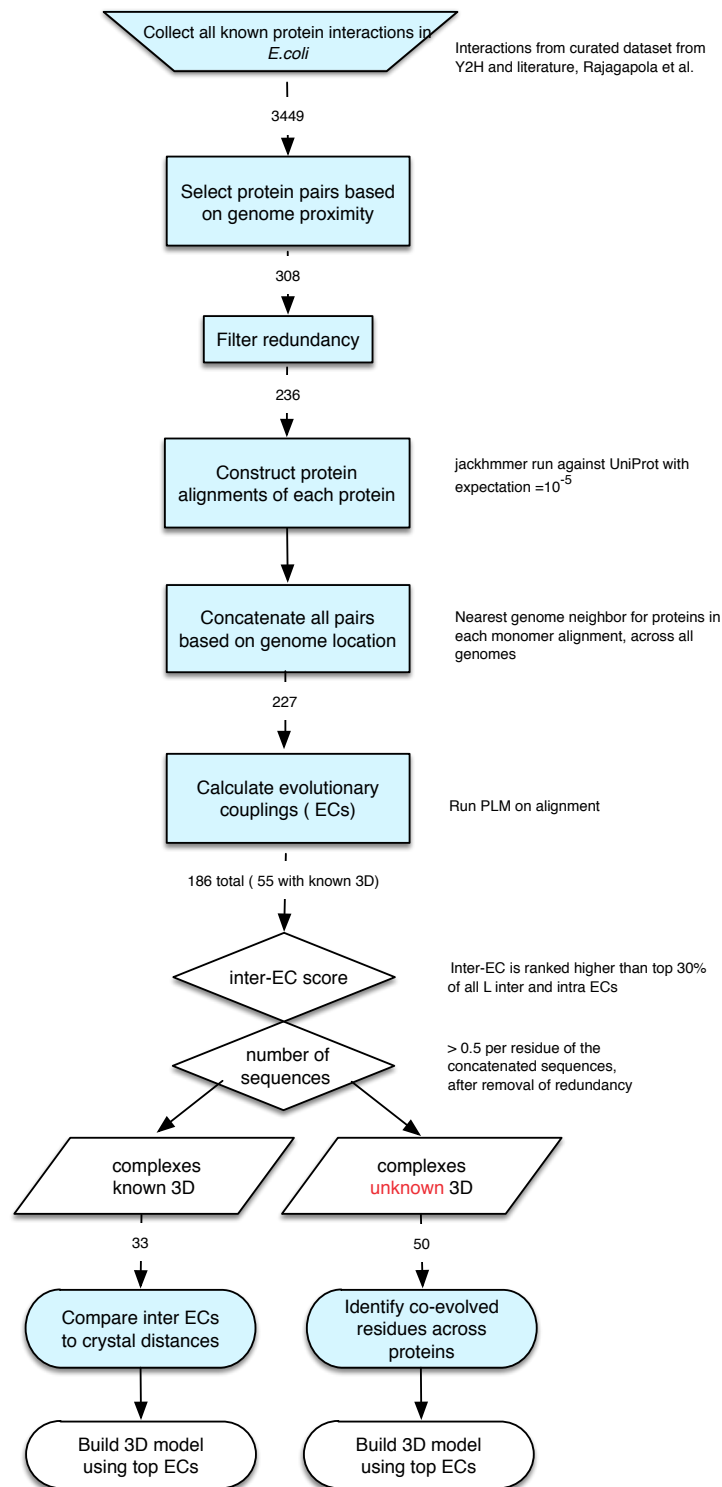 Collect all known protein interactions in
E.coli
Interactions from curated dataset from
Y2H and literature, Rajagapola et al.
3449
Select protein pairs based
on genome proximity
308
Filter redundancy
236
Construct protein
alignments of each protein
jackhmmer run against UniProt with
expectation =10-5
Concatenate all pairs
based on genome location
Nearest genome neighbor for proteins in
each monomer alignment, across all
genomes
227
Calculate evolutionary
couplings ( ECs)
Run PLM on alignment
186 total ( 55 with known 3D)
inter-EC score
Inter-EC is ranked higher than top 30%
of all L inter and intra ECs
number of
sequences
> 0.5 per residue of the
concatenated sequences,
after removal of redundancy
complexes
known 3D
complexes
unknown 3D
33
50
Compare inter ECs
to crystal distances
Identify co-evolved
residues across
proteins
Build 3D model
using top ECs
Build 3D model
using top ECs